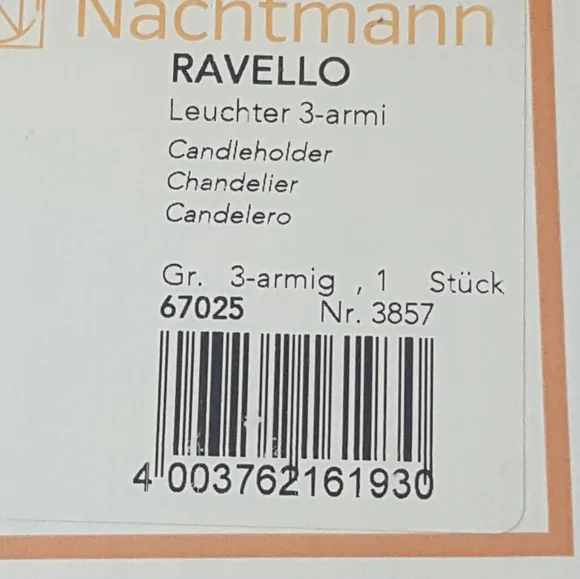 Nachtmann
RAVELLO
Leuchter 3-armi
Candleholder
Chandelier
Candelero
Gr. 3-armig , 1 Stück
67025 Nr. 3857
4 003762 161930